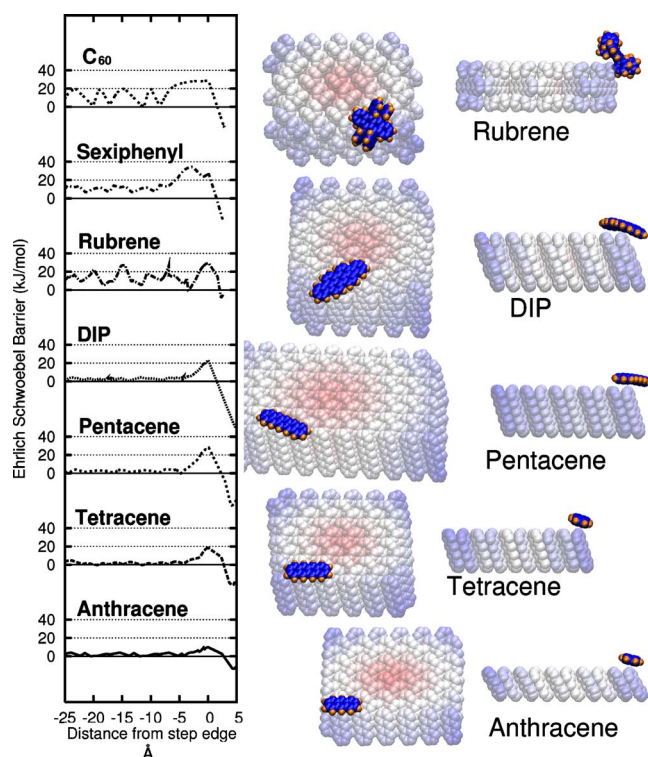 C60
40
20
0
Sexiphenyl
40
20
0
Rubrene
40
20
0
DIP
40
20
0
Pentacene
40
20
0
Tetracene
40
20
0
Anthracene
40
20
0
-25 -20 -15 -10 -5 0 5
Distance from step edge
Å
Ehrlich Schwoebel Barrier (kJ/mol)
Rubrene
DIP
Pentacene
Tetracene
Anthracene